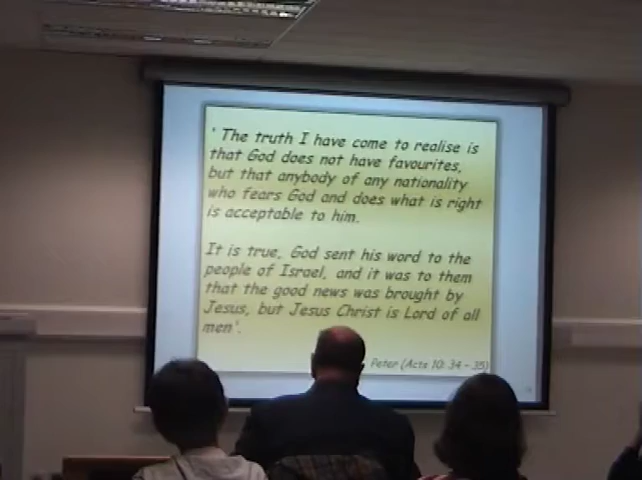 ' The truth I have come to realise is
that God does not have favourites,
but that anybody of any nationality
who fears God and does what is right
is acceptable to him.
It is true, God sent his word to the
people of Israel, and it was to them
that the good news was brought by
Jesus, but Jesus Christ is Lord of all
men'.
Peter (Acts 10: 34 - 35)